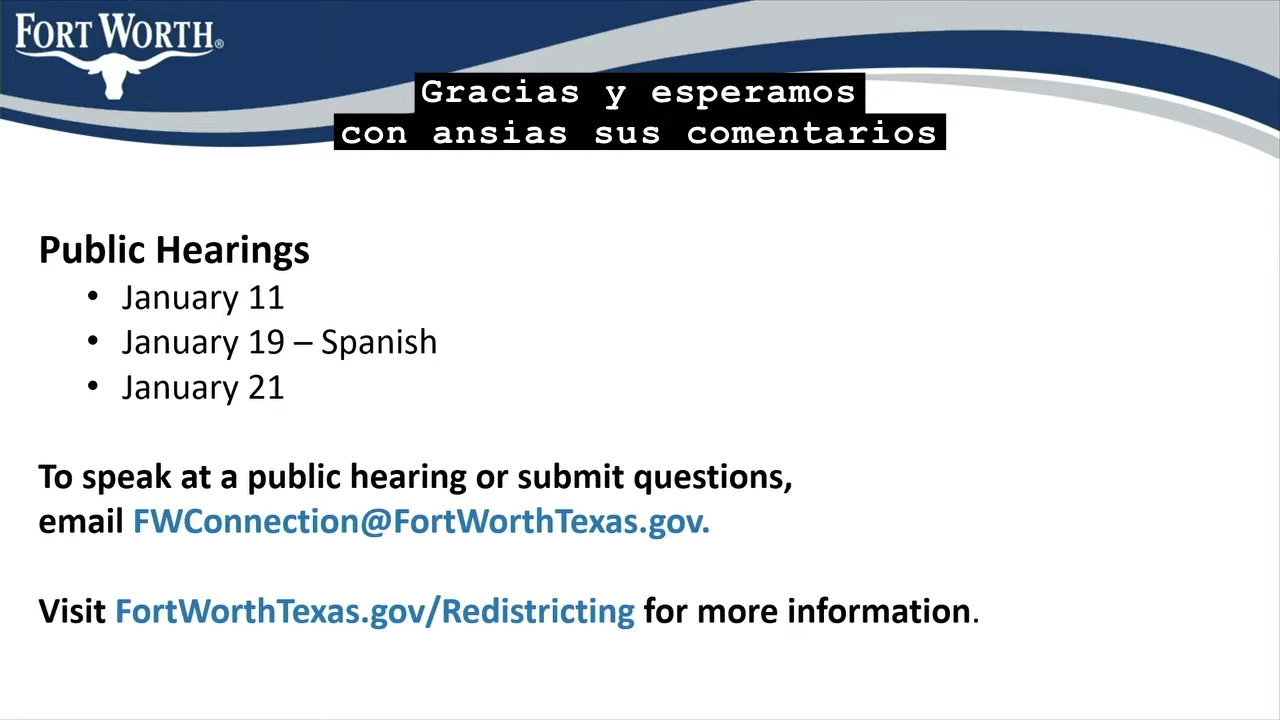 FORT WORTH®
Gracias y esperamos
con ansias sus comentarios
Public Hearings
• January 11
• January 19 – Spanish
• January 21
To speak at a public hearing or submit questions,
email FWConnection@FortWorthTexas.gov.
Visit FortWorthTexas.gov/Redistricting for more information.